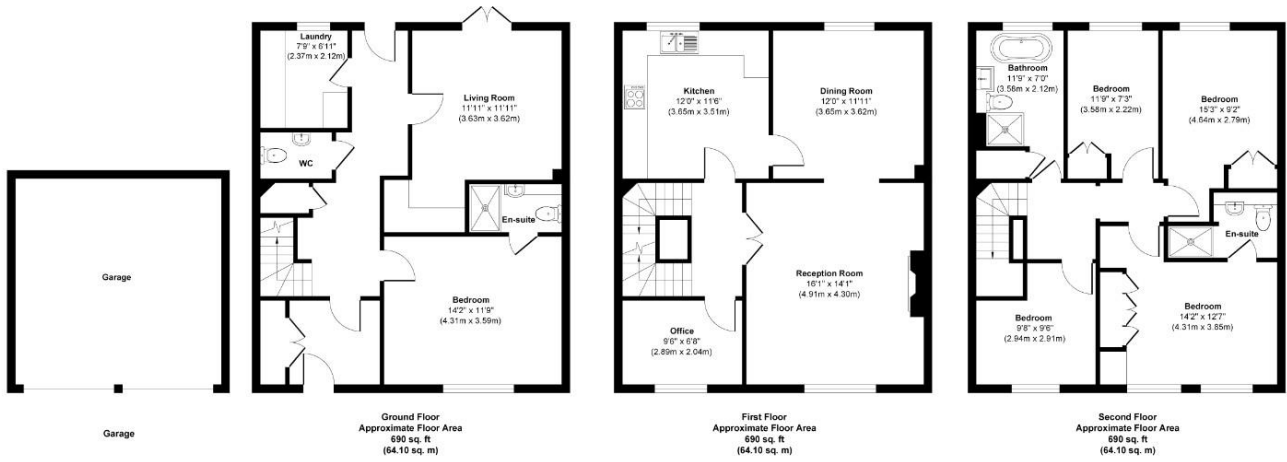 Garage
Garage
Laundry
7'9" x 6'11"
(2.37m x 2.12m)
WC
Living Room
11'11" x 11'11"
(3.63m x 3.62m)
En-suite
Bedroom
14'2" x 11'9"
(4.31m x 3.59m)
Ground Floor
Approximate Floor Area
690 sq. ft
(64.10 sq. m)
Kitchen
12'0" x 11'6"
(3.65m x 3.51m)
Dining Room
12'0" x 11'11"
(3.65m x 3.62m)
Reception Room
16'1" x 14'1"
(4.91m x 4.30m)
Office
9'6" x 6'8"
(2.89m x 2.04m)
First Floor
Approximate Floor Area
690 sq. ft
(64.10 sq. m)
Bathroom
11'9" x 7'0"
(3.58m x 2.12m)
Bedroom
11'9" x 7'3"
(3.58m x 2.22m)
Bedroom
15'3" x 9'2"
(4.64m x 2.79m)
En-suite
Bedroom
9'8" x 9'6"
(2.94m x 2.91m)
Bedroom
14'2" x 12'7"
(4.31m x 3.85m)
Second Floor
Approximate Floor Area
690 sq. ft
(64.10 sq. m)